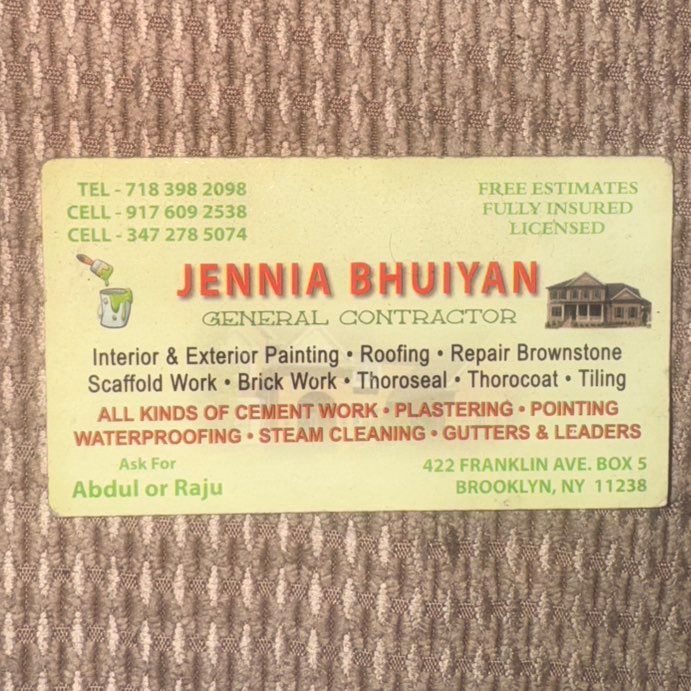 TEL - 718 398 2098
CELL - 917 609 2538
CELL - 347 278 5074
FREE ESTIMATES
FULLY INSURED
LICENSED
JENNIA BHUIYAN
GENERAL CONTRACTOR
Interior & Exterior Painting • Roofing • Repair Brownstone
Scaffold Work • Brick Work • Thoroseal • Thorocoat • Tiling
ALL KINDS OF CEMENT WORK • PLASTERING • POINTING
WATERPROOFING • STEAM CLEANING • GUTTERS & LEADERS
Ask For
Abdul or Raju
422 FRANKLIN AVE. BOX 5
BROOKLYN, NY 11238